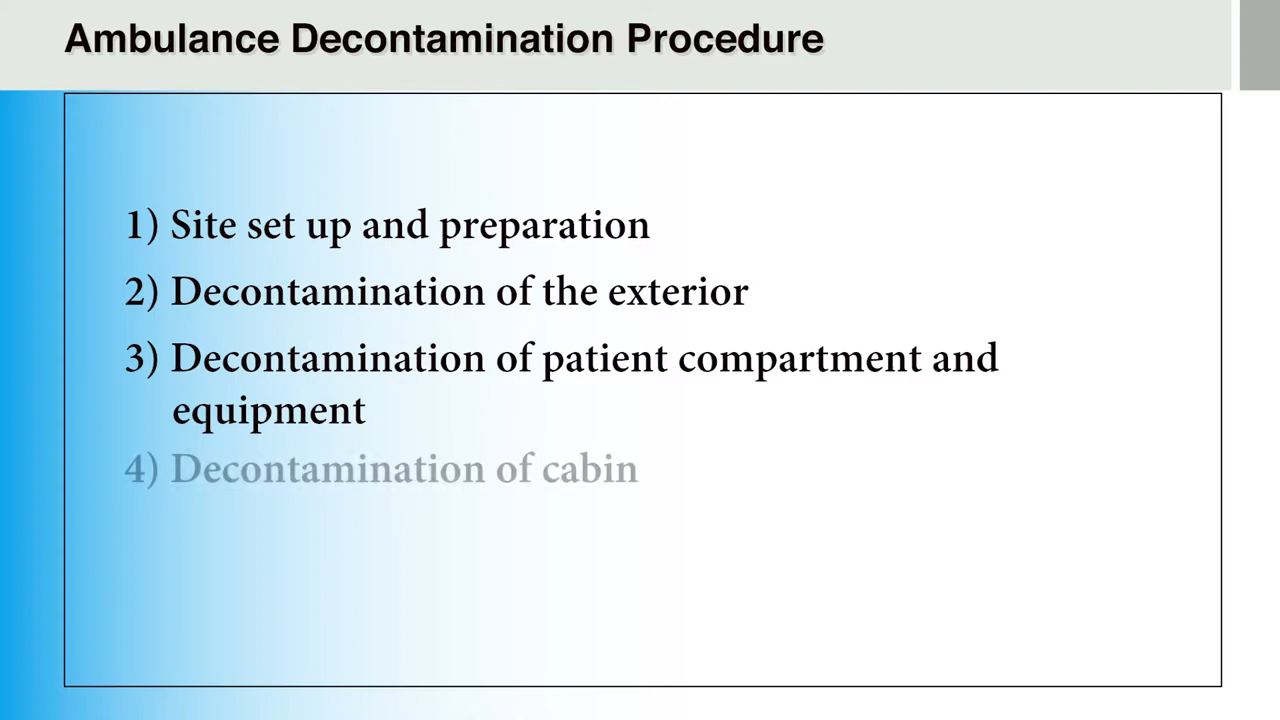 Ambulance Decontamination Procedure
1) Site set up and preparation
2) Decontamination of the exterior
3) Decontamination of patient compartment and
equipment
4) Decontamination of cabin